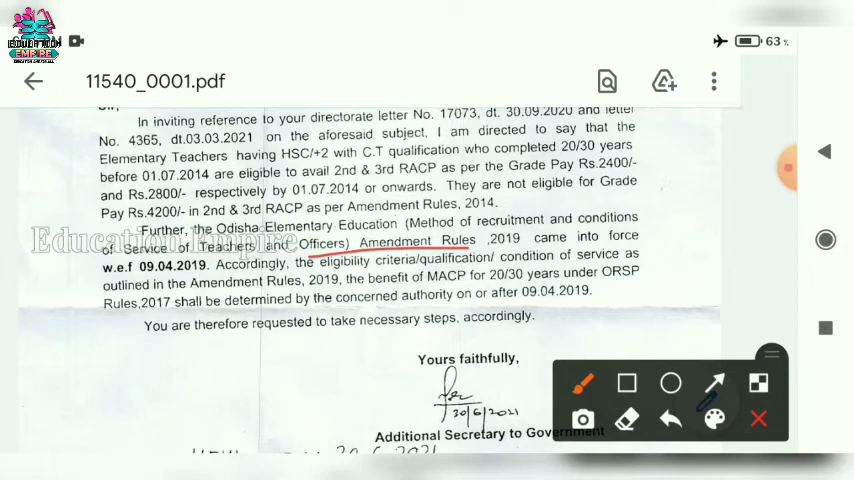 EDUCATION
EMPIRE
63 %
11540_0001.pdf
Sir,
In inviting reference to your directorate letter No. 17073, dt. 30.09.2020 and letter
No. 4365, dt.03.03.2021 on the aforesaid subject, I am directed to say that the
Elementary Teachers having HSC/+2 with C.T qualification who completed 20/30 years
before 01.07.2014 are eligible to avail 2nd & 3rd RACP as per the Grade Pay Rs.2400/-
and Rs.2800/- respectively by 01.07.2014 or onwards. They are not eligible for Grade
Pay Rs.4200/- in 2nd & 3rd RACP as per Amendment Rules, 2014.
Further, the Odisha Elementary Education (Method of recruitment and conditions
Education Empire
of Service of Teachers and Officers) Amendment Rules ,2019 came into force
w.e.f 09.04.2019. Accordingly, the eligibility criteria/qualification/ condition of service as
outlined in the Amendment Rules, 2019, the benefit of MACP for 20/30 years under ORSP
Rules,2017 shall be determined by the concerned authority on or after 09.04.2019.
You are therefore requested to take necessary steps, accordingly.
Yours faithfully,
30/6/2021
Additional Secretary to Government